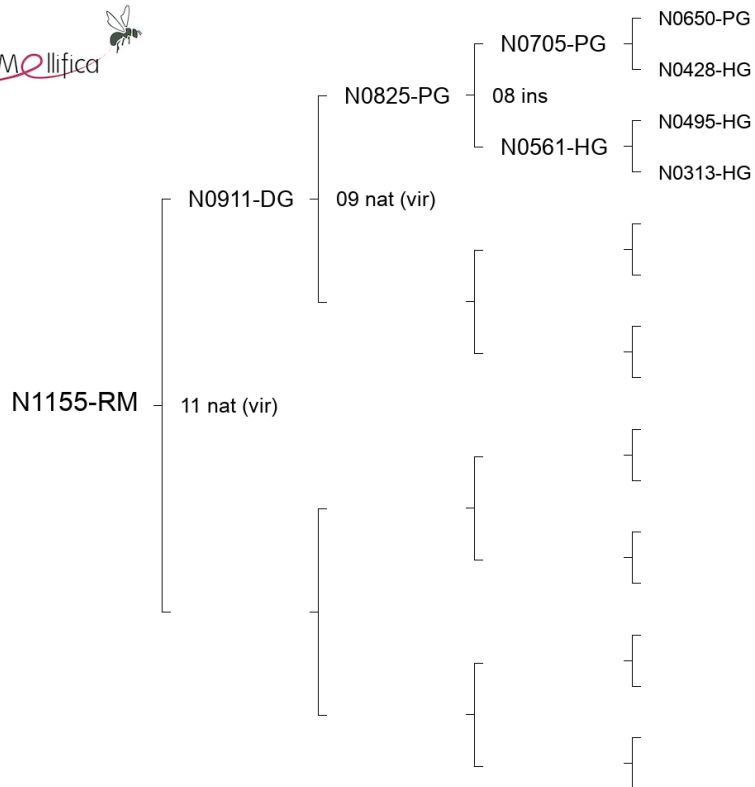 Mellifica
N0650-PG
N0705-PG
N0428-HG
N0825-PG
08 ins
N0495-HG
N0561-HG
N0313-HG
N0911-DG
09 nat (vir)
N1155-RM
11 nat (vir)